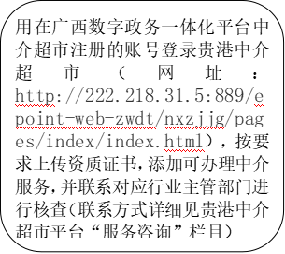 用在广西数字政务一体化平台中
介超市注册的账号登录贵港中介
超市（网址：
http://222.218.31.5:889/e
point-web-zwdt/nxzjjg/pag
es/index/index.html），按要
求上传资质证书，添加可办理中介
服务，并联系对应行业主管部门进
行核查（联系方式详细见贵港中介
超市平台“服务咨询”栏目）